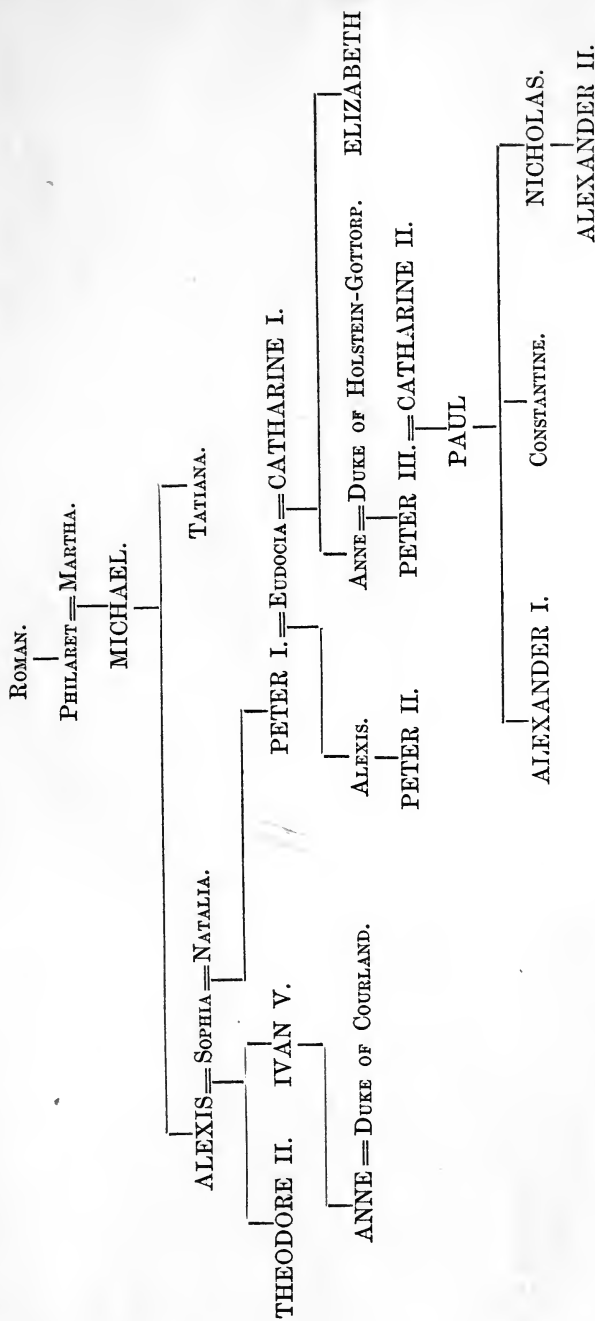 ROMAN.
PHILARET═MARTHA.
MICHAEL.
ALEXIS═SOPHIA═NATALIA. TATIANA.
THEODORE II. IVAN V. PETER I.═EUDOCIA═CATHARINE I.
ANNE═DUKE OF COURLAND. ALEXIS. ANNE═DUKE OF HOLSTEIN-GOTTORP. ELIZABETH
PETER II. PETER III.═CATHARINE II.
PAUL
ALEXANDER I. CONSTANTINE. NICHOLAS.
ALEXANDER II.